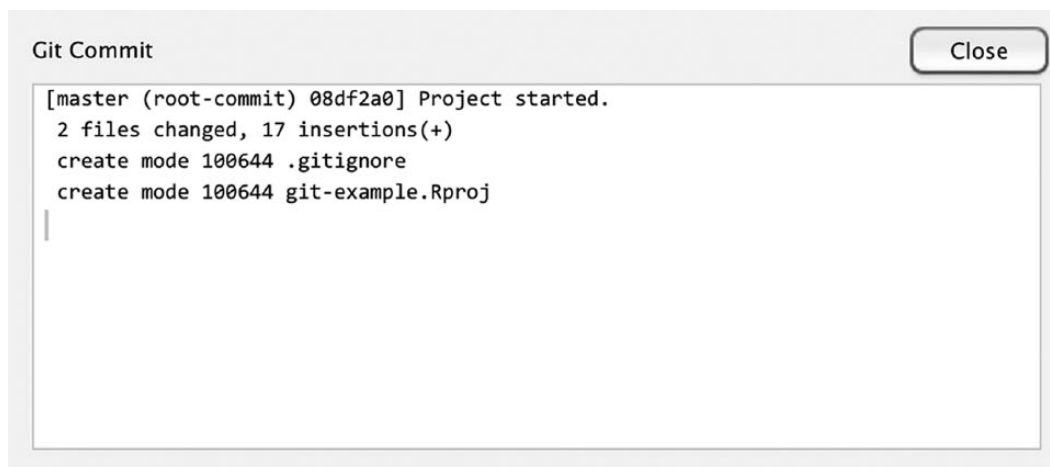 Git Commit
Close
[master (root-commit) 08df2a0] Project started.
2 files changed, 17 insertions(+)
create mode 100644 .gitignore
create mode 100644 git-example.Rproj